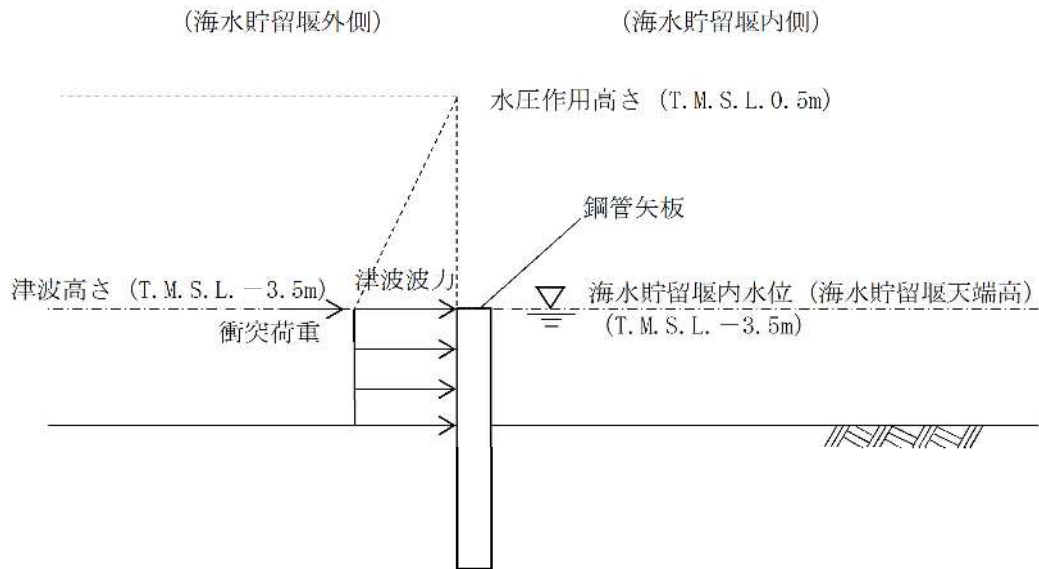 (海水貯留堰外側)
(海水貯留堰内側)
水圧作用高さ (T.M.S.L.0.5m)
鋼管矢板
津波高さ (T.M.S.L.－3.5m)
津波波力
海水貯留堰内水位 (海水貯留堰天端高)
衝突荷重
(T.M.S.L.－3.5m)